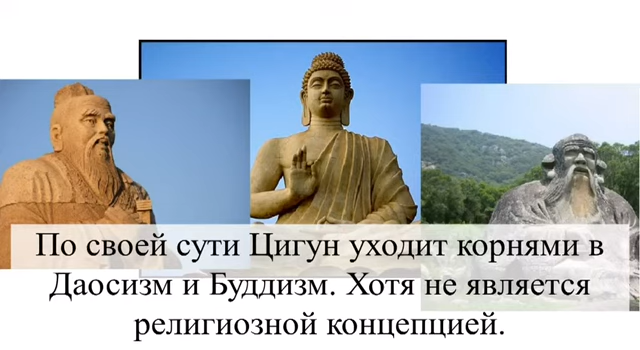 По своей сути Цигун уходит корнями в
Даосизм и Буддизм. Хотя не является
религиозной концепцией.